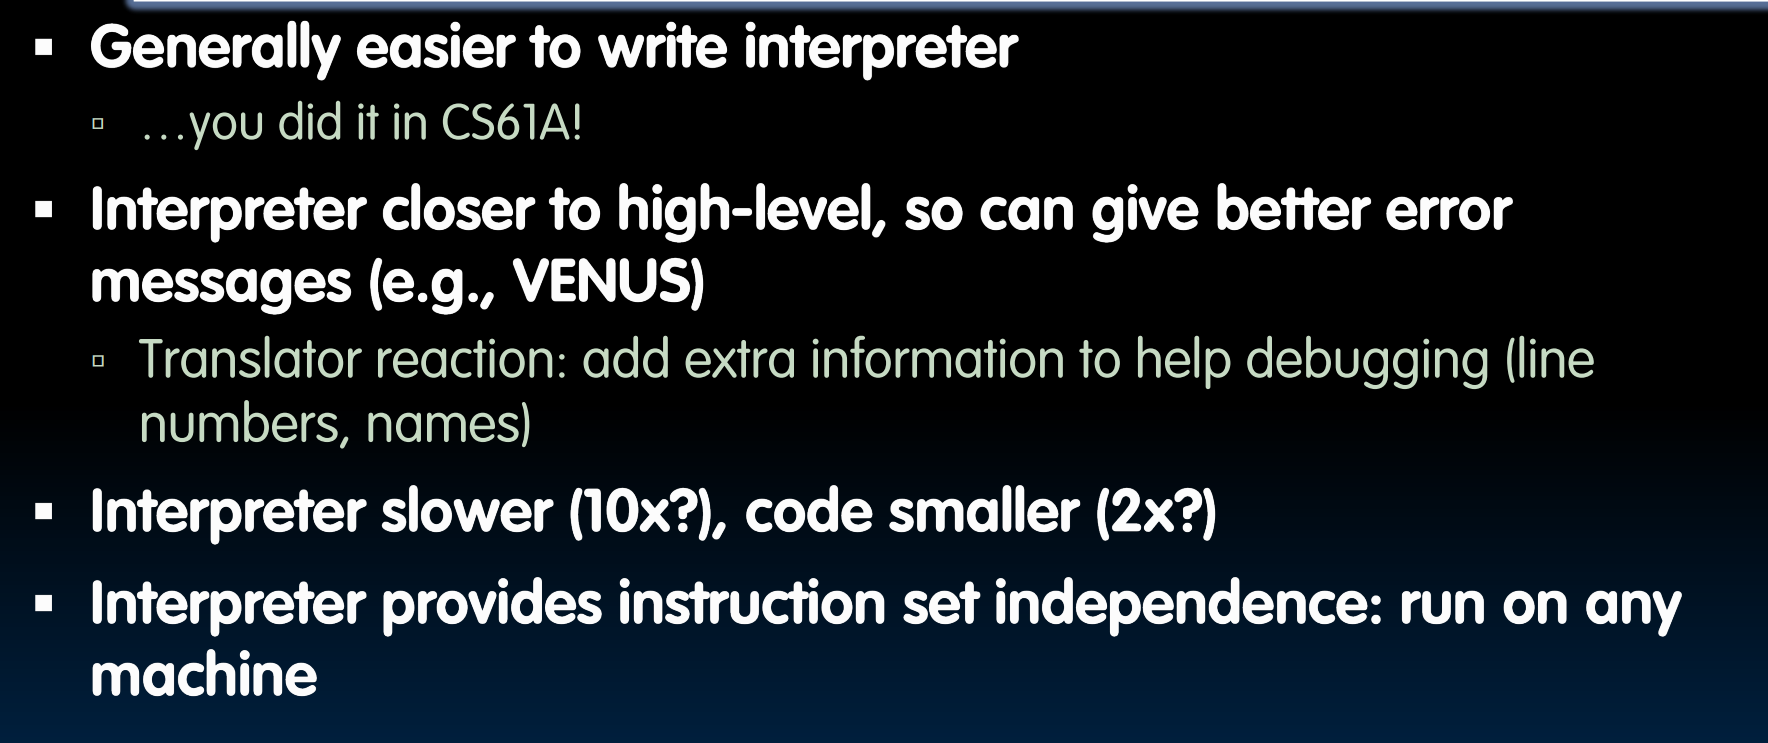 Generally easier to write interpreter
…you did it in CS61A!
Interpreter closer to high-level, so can give better error
messages (e.g., VENUS)
Translator reaction: add extra information to help debugging (line
numbers, names)
Interpreter slower (10x?), code smaller (2x?)
Interpreter provides instruction set independence: run on any
machine